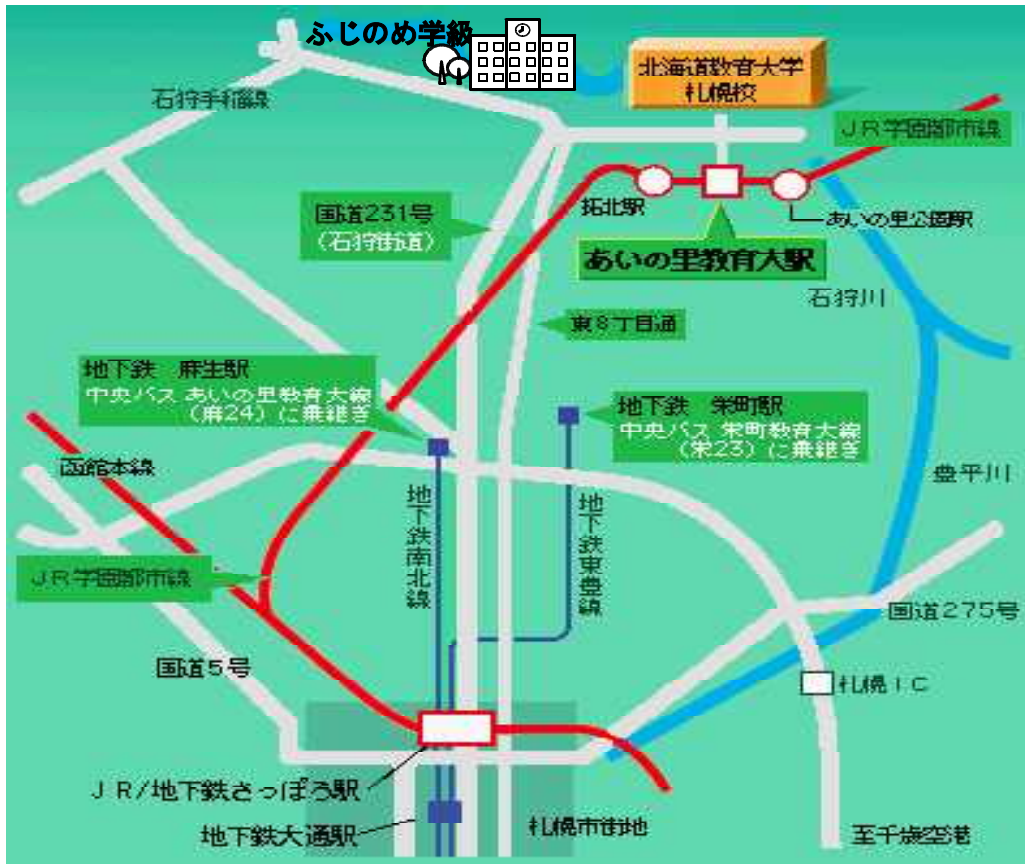 ふじのめ学級
北海道教育大学
札幌校
石狩手稲線
JR学園都市線
拓北駅
あいの里公園駅
国道231号
(石狩街道)
あいの里教育大駅
石狩川
東8丁目通
地下鉄 麻生駅
中央バス あいの里教育大線
(麻24)に乗継ぎ
地下鉄 栄町駅
中央バス 栄町教育大線
(栄23)に乗継ぎ
函館本線
豊平川
地下鉄南北線
地下鉄東豊線
JR学園都市線
国道275号
国道5号
札幌IC
JR/地下鉄さっぽろ駅
地下鉄大通駅
札幌市街地
至千歳空港